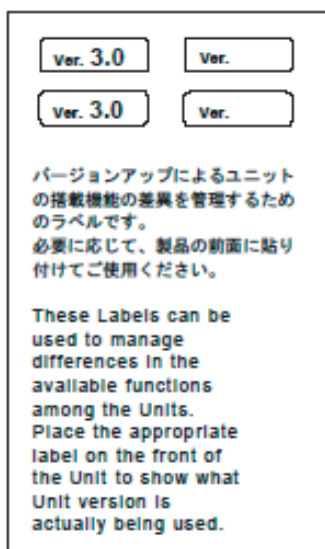 Ver. 3.0 Ver.
Ver. 3.0 Ver.
バージョンアップによるユニット
の搭載機能の差異を管理するため
のラベルです。
必要に応じて、製品の前面に貼り
付けてご使用ください。
These Labels can be
used to manage
differences in the
available functions
among the Units.
Place the appropriate
label on the front of
the Unit to show what
Unit version is
actually being used.